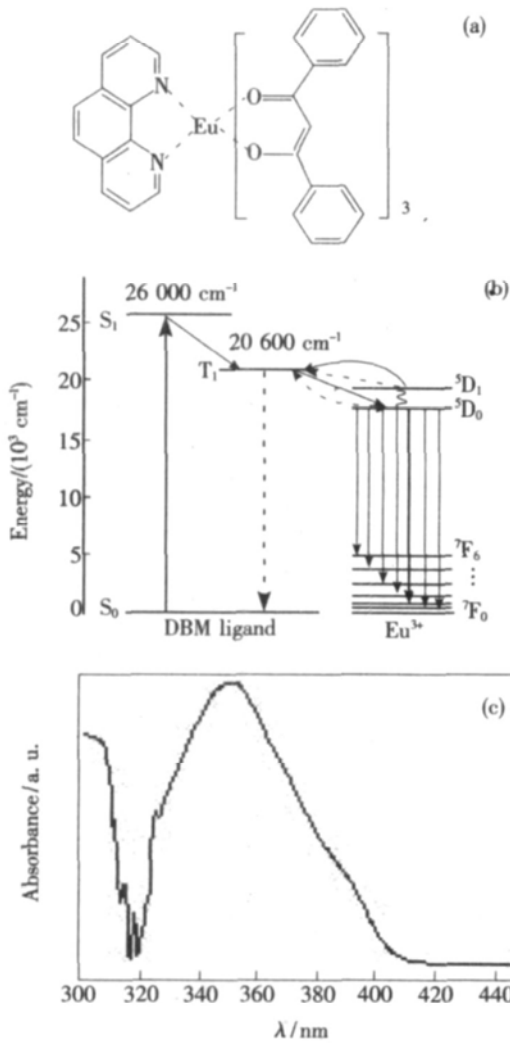 (a)
N
N
Eu
O
O
3 ,
(b)
26 000 cm⁻¹
S₁
20 600 cm⁻¹
T₁
⁵D₁
⁵D₀
⁷F₆
⋮
⁷F₀
Eu³⁺
25
20
15
10
5
0
S₀
DBM ligand
Energy/(10³ cm⁻¹)
(c)
Absorbance/a. u.
300 320 340 360 380 400 420 440
λ/nm